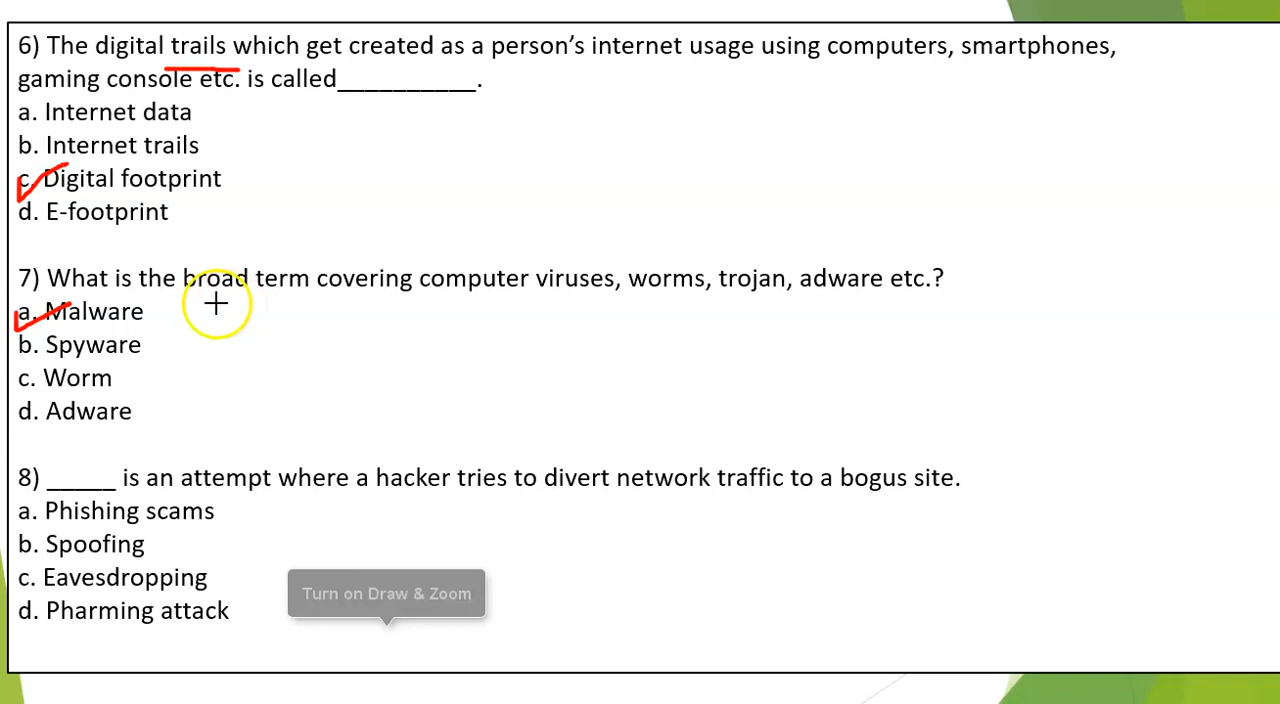 6) The digital trails which get created as a person’s internet usage using computers, smartphones,
gaming console etc. is called__________.
a. Internet data
b. Internet trails
c. Digital footprint
d. E-footprint
7) What is the broad term covering computer viruses, worms, trojan, adware etc.?
a. Malware
b. Spyware
c. Worm
d. Adware
8) _____ is an attempt where a hacker tries to divert network traffic to a bogus site.
a. Phishing scams
b. Spoofing
c. Eavesdropping
d. Pharming attack
Turn on Draw & Zoom